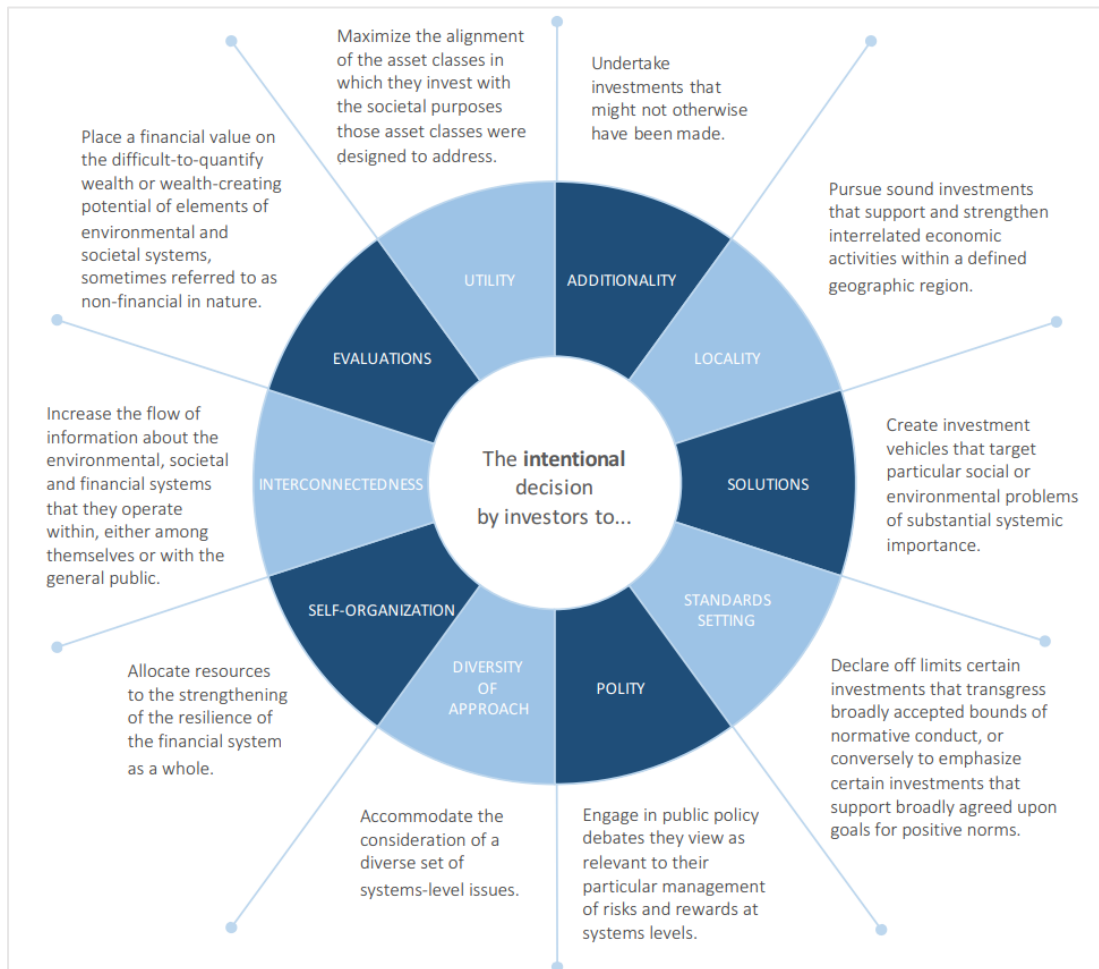 Maximize the alignment
of the asset classes in
which they invest with
the societal purposes
those asset classes were
designed to address.
Undertake
investments that
might not otherwise
have been made.
Place a financial value on
the difficult-to-quantify
wealth or wealth-creating
potential of elements of
environmental and
societal systems,
sometimes referred to as
non-financial in nature.
Pursue sound investments
that support and strengthen
interrelated economic
activities within a defined
geographic region.
UTILITY
ADDITIONALITY
EVALUATIONS
LOCALITY
Increase the flow of
information about the
environmental, societal
and financial systems
that they operate
within, either among
themselves or with the
general public.
INTERCONNECTEDNESS
The intentional
decision
by investors to...
SOLUTIONS
Create investment
vehicles that target
particular social or
environmental problems
of substantial systemic
importance.
SELF-ORGANIZATION
STANDARDS
SETTING
DIVERSITY
OF
APPROACH
POLITY
Allocate resources
to the strengthening
of the resilience of
the financial system
as a whole.
Declare off limits certain
investments that transgress
broadly accepted bounds of
normative conduct, or
conversely to emphasize
certain investments that
support broadly agreed upon
goals for positive norms.
Accommodate the
consideration of a
diverse set of
systems-level issues.
Engage in public policy
debates they view as
relevant to their
particular management
of risks and rewards at
systems levels.